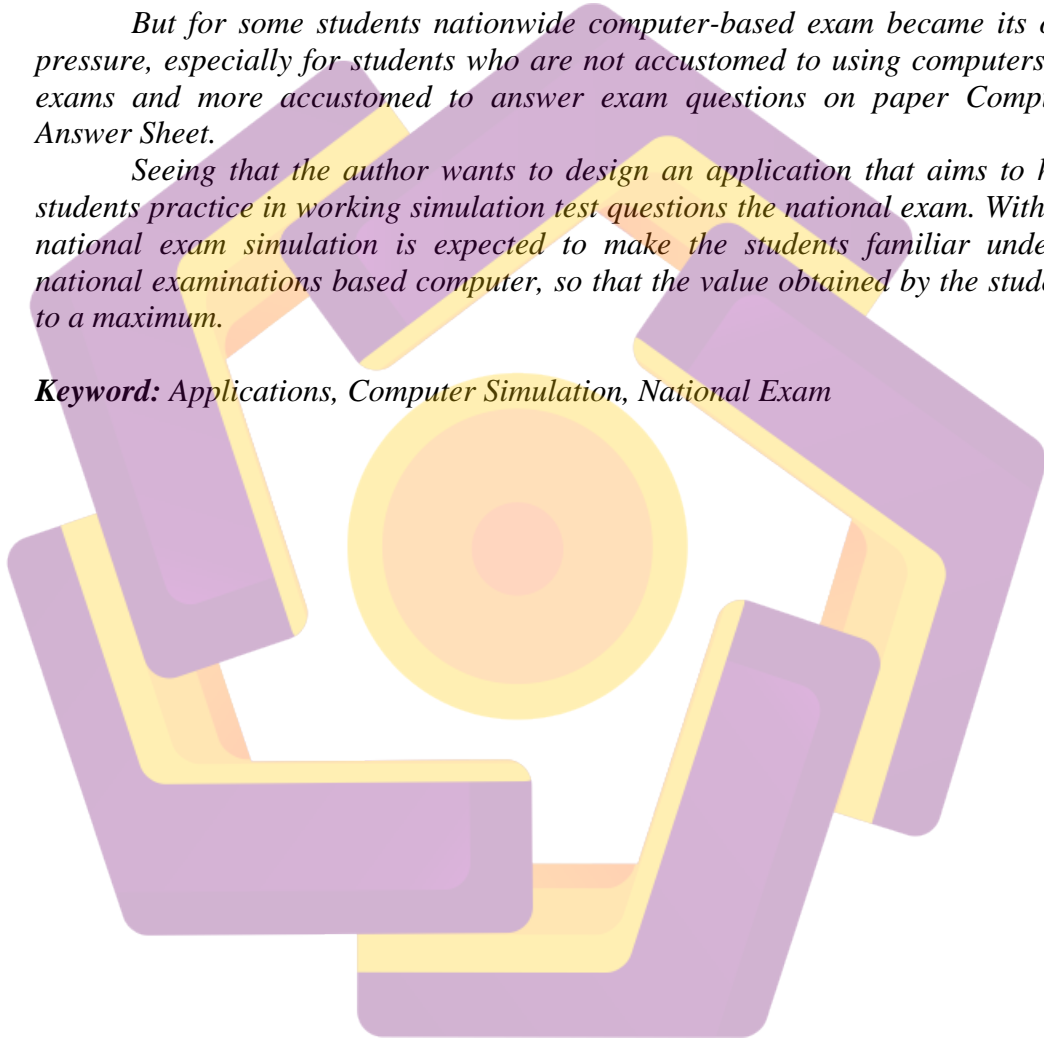 But for some students nationwide computer-based exam became its
pressure, especially for students who are not accustomed to using computers
exams and more accustomed to answer exam questions on paper
Answer Sheet.
Seeing that the author wants to design an application that aims to
students practice in working simulation test questions the national exam. With
national exam simulation is expected to make the students familiar
national examinations based computer, so that the value obtained by the
to a maximum.
Keyword: Applications, Computer Simulation, National Exam